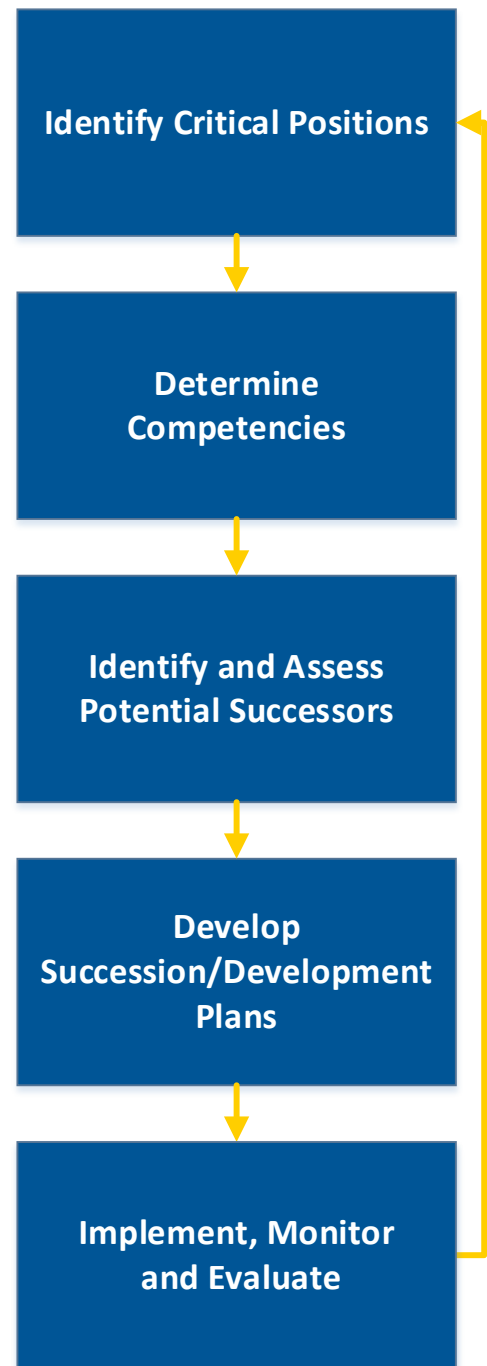 Identify Critical Positions
Determine
Competencies
Identify and Assess
Potential Successors
Develop
Succession/Development
Plans
Implement, Monitor
and Evaluate